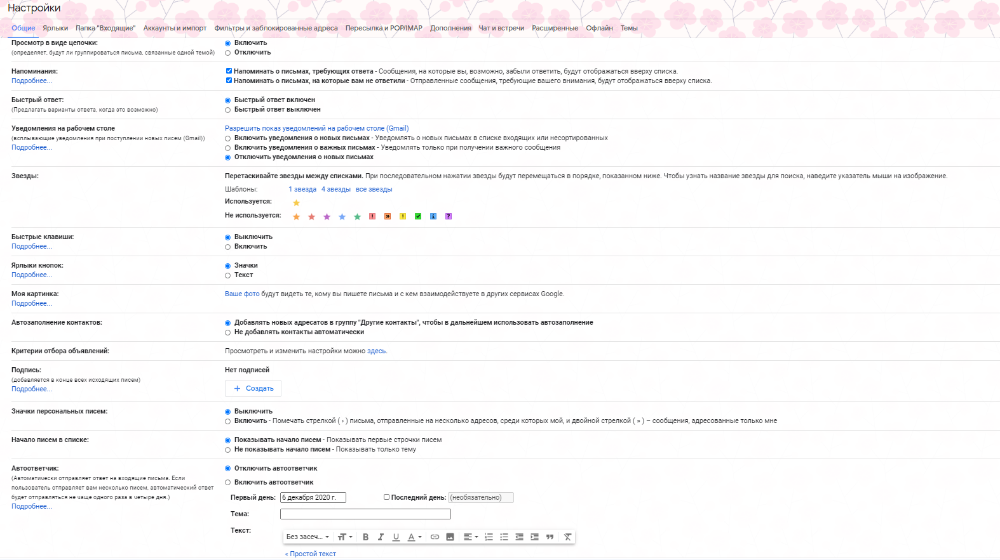 Настройки
Общие Ярлыки Папка "Входящие" Аккаунты и импорт Фильтры и заблокированные адреса Пересылка и POP/IMAP Дополнения Чат и встречи Расширенные Офлайн Темы
Просмотр в виде цепочки: Включить
(определяет, будут ли группироваться письма, связанные одной темой) Отключить
Напоминания: Напоминать о письмах, требующих ответа - Сообщения, на которые вы, возможно, забыли ответить, будут отображаться вверху списка.
Подробнее... Напоминать о письмах, на которые вам не ответили - Отправленные сообщения, требующие вашего внимания, будут отображаться вверху списка.
Быстрый ответ: Быстрый ответ включен
(Предлагать варианты ответа, когда это возможно) Быстрый ответ выключен
Уведомления на рабочем столе Разрешить показ уведомлений на рабочем столе (Gmail)
(всплывающие уведомления при поступлении новых писем (Gmail)) Включить уведомления о новых письмах - Уведомлять о новых письмах в списке входящих или несортированных
Подробнее... Включить уведомления о важных письмах - Уведомлять только при получении важного сообщения
Отключить уведомления о новых письмах
Звезды: Перетаскивайте звезды между списками. При последовательном нажатии звезды будут перемещаться в порядке, показанном ниже. Чтобы узнать название звезды для поиска, наведите указатель мыши на изображение.
Шаблоны: 1 звезда 4 звезды все звезды
Используется:
Не используется: ! » ! i ?
Быстрые клавиши: Выключить
Подробнее... Включить
Ярлыки кнопок: Значки
Подробнее... Текст
Моя картинка: Ваше фото будут видеть те, кому вы пишете письма и с кем взаимодействуете в других сервисах Google.
Подробнее...
Автозаполнение контактов: Добавлять новых адресатов в группу "Другие контакты", чтобы в дальнейшем использовать автозаполнение
Не добавлять контакты автоматически
Критерии отбора объявлений: Просмотреть и изменить настройки можно здесь.
Подпись: Нет подписей
(добавляется в конце всех исходящих писем)
Подробнее... + Создать
Значки персональных писем: Выключить
Включить - Помечать стрелкой ( › ) письма, отправленные на несколько адресов, среди которых мой, и двойной стрелкой ( » ) – сообщения, адресованные только мне
Начало писем в списке: Показывать начало писем - Показывать первые строчки писем
Не показывать начало писем - Показывать только тему
Автоответчик: Отключить автоответчик
(Автоматически отправляет ответ на входящие письма. Если
пользователь отправляет вам несколько писем, автоматический ответ Включить автоответчик
будет отправляться не чаще одного раза в четыре дня.) Первый день: 6 декабря 2020 г. Последний день: (необязательно)
Подробнее...
Тема:
Текст:
Без засеч... B I U A
« Простой текст